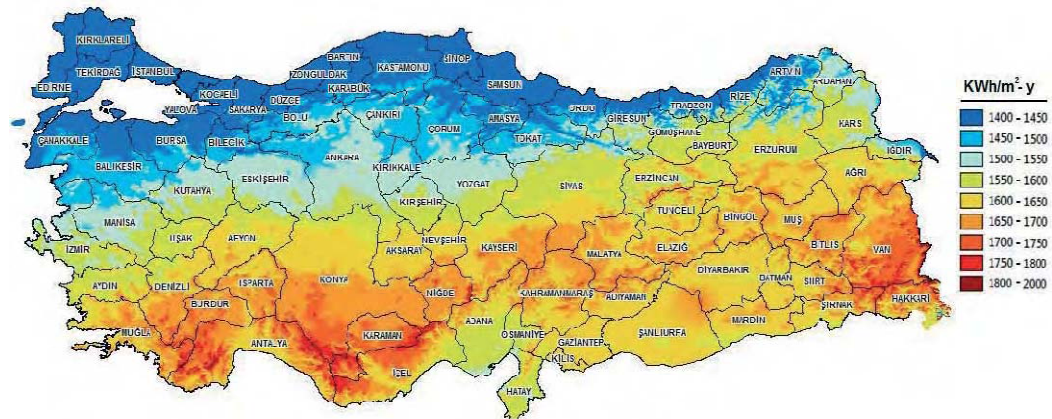 KIRKLARELİ
TEKİRDAĞ
İSTANBUL
EDİRNE
KOCAELİ
YALOVA
SAKARYA
DÜZCE
BOLU
ZONGULDAK
BARTIN
KARABÜK
KASTAMONU
SİNOP
SAMSUN
ÇANKIRI
ÇORUM
AMASYA
TOKAT
ORDU
GİRESUN
TRABZON
RİZE
ARTVİN
ARDAHAN
GÜMÜŞHANE
BAYBURT
ERZURUM
KARS
IĞDIR
AĞRI
ÇANAKKALE
BURSA
BİLECİK
BALIKESİR
KUTAHYA
ESKİŞEHİR
ANKARA
KIRIKKALE
YOZGAT
KIRŞEHİR
SİVAS
ERZİNCAN
TUNCELİ
BİNGÖL
MUŞ
BİTLİS
VAN
MANİSA
İZMİR
UŞAK
AFYON
AKSARAY
NEVŞEHİR
KAYSERİ
MALATYA
ELAZIĞ
DİYARBAKIR
BATMAN
SİİRT
ŞIRNAK
HAKKARİ
AYDIN
DENİZLİ
ISPARTA
BURDUR
KONYA
NİĞDE
KAHRAMANMARAŞ
ADIYAMAN
MUĞLA
ANTALYA
KARAMAN
İÇEL
ADANA
OSMANİYE
GAZİANTEP
KİLİS
ŞANLIURFA
MARDİN
HATAY
KWh/m²- y
1400 - 1450
1450 - 1500
1500 - 1550
1550 - 1600
1600 - 1650
1650 - 1700
1700 - 1750
1750 - 1800
1800 - 2000